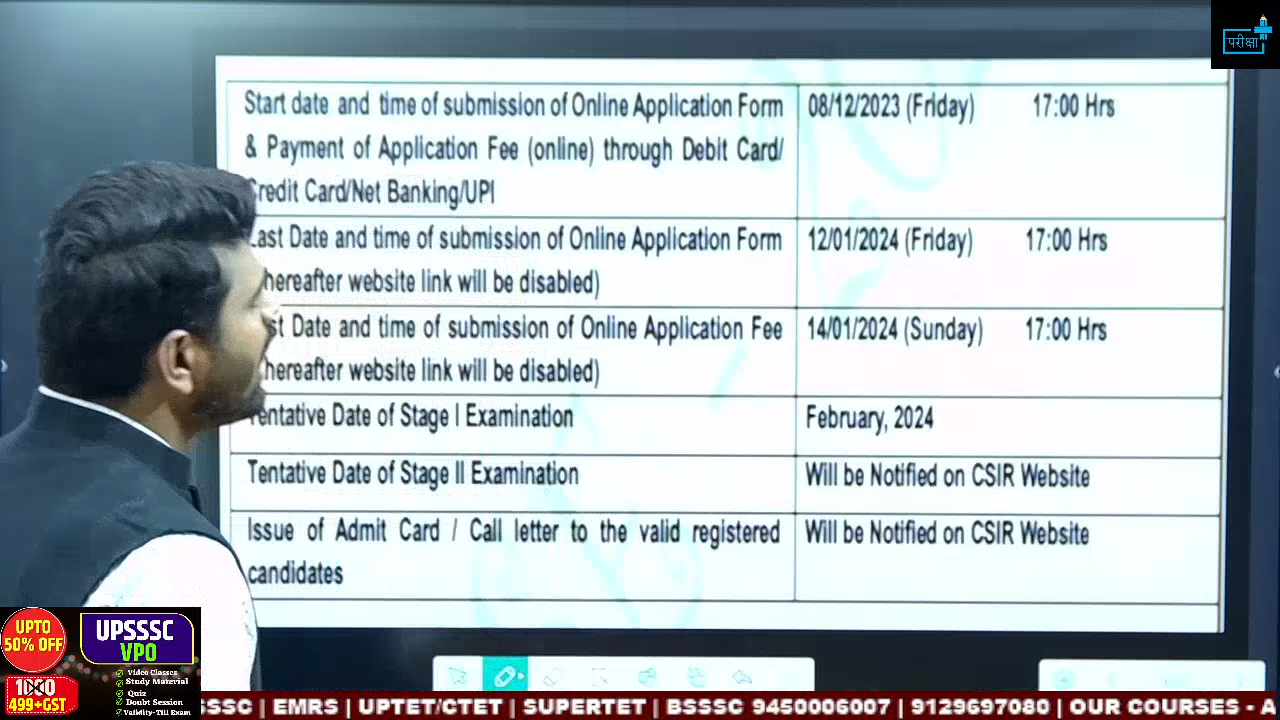 परीक्षा
Start date and time of submission of Online Application Form
& Payment of Application Fee (online) through Debit Card/
Credit Card/Net Banking/UPI
08/12/2023 (Friday) 17:00 Hrs
Last Date and time of submission of Online Application Form
hereafter website link will be disabled)
12/01/2024 (Friday) 17:00 Hrs
st Date and time of submission of Online Application Fee
hereafter website link will be disabled)
14/01/2024 (Sunday) 17:00 Hrs
Tentative Date of Stage I Examination
February, 2024
Tentative Date of Stage II Examination
Will be Notified on CSIR Website
Issue of Admit Card / Call letter to the valid registered
candidates
Will be Notified on CSIR Website
UPTO
50% OFF
UPSSSC
VPO
1000
499+GST
Video Classes
Study Material
Quiz
Doubt Session
Validity-Till Exam
SSSC | EMRS | UPTET/CTET | SUPERTET | BSSSC 9450006007 | 9129697080 | OUR COURSES - A